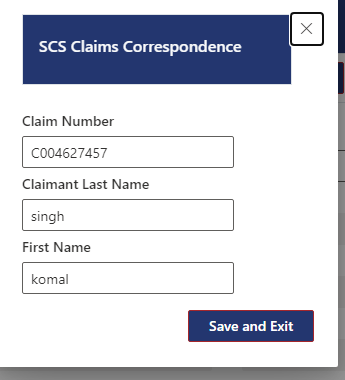 SCS Claims Correspondence
Claim Number
C004627457
Claimant Last Name
singh
First Name
komal
Save and Exit